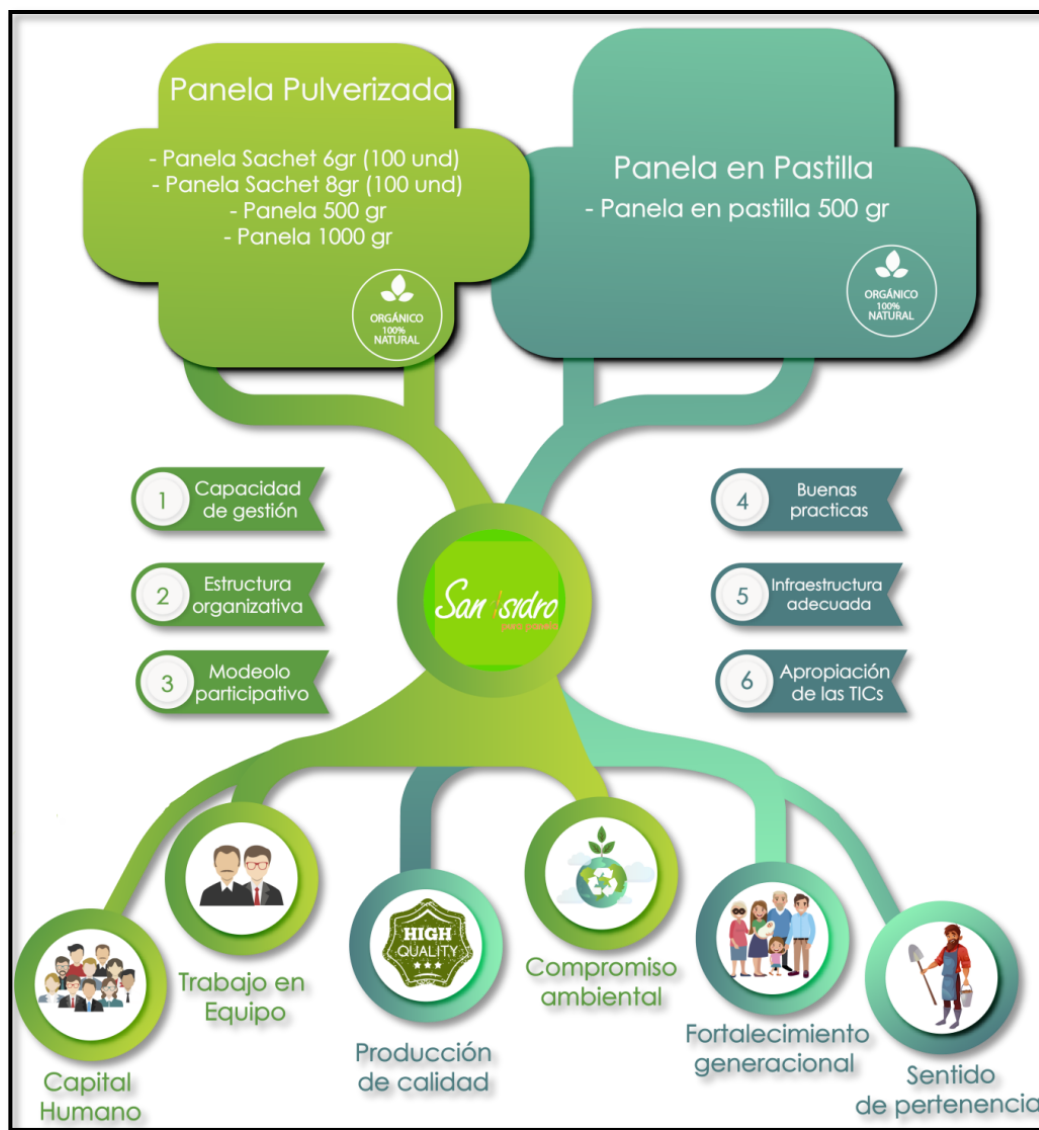 Panela Pulverizada
- Panela Sachet 6gr (100 und)
- Panela Sachet 8gr (100 und)
- Panela 500 gr
- Panela 1000 gr
ORGÁNICO
100%
NATURAL
Panela en Pastilla
- Panela en pastilla 500 gr
ORGÁNICO
100%
NATURAL
1
Capacidad
de gestión
2
Estructura
organizativa
3
Modeolo
participativo
San Isidro
pura panela
4
Buenas
practicas
5
Infraestructura
adecuada
6
Apropiación
de las TICs
Capital
Humano
Trabajo en
Equipo
HIGH
QUALITY
Producción
de calidad
Compromiso
ambiental
Fortalecimiento
generacional
Sentido
de pertenencia